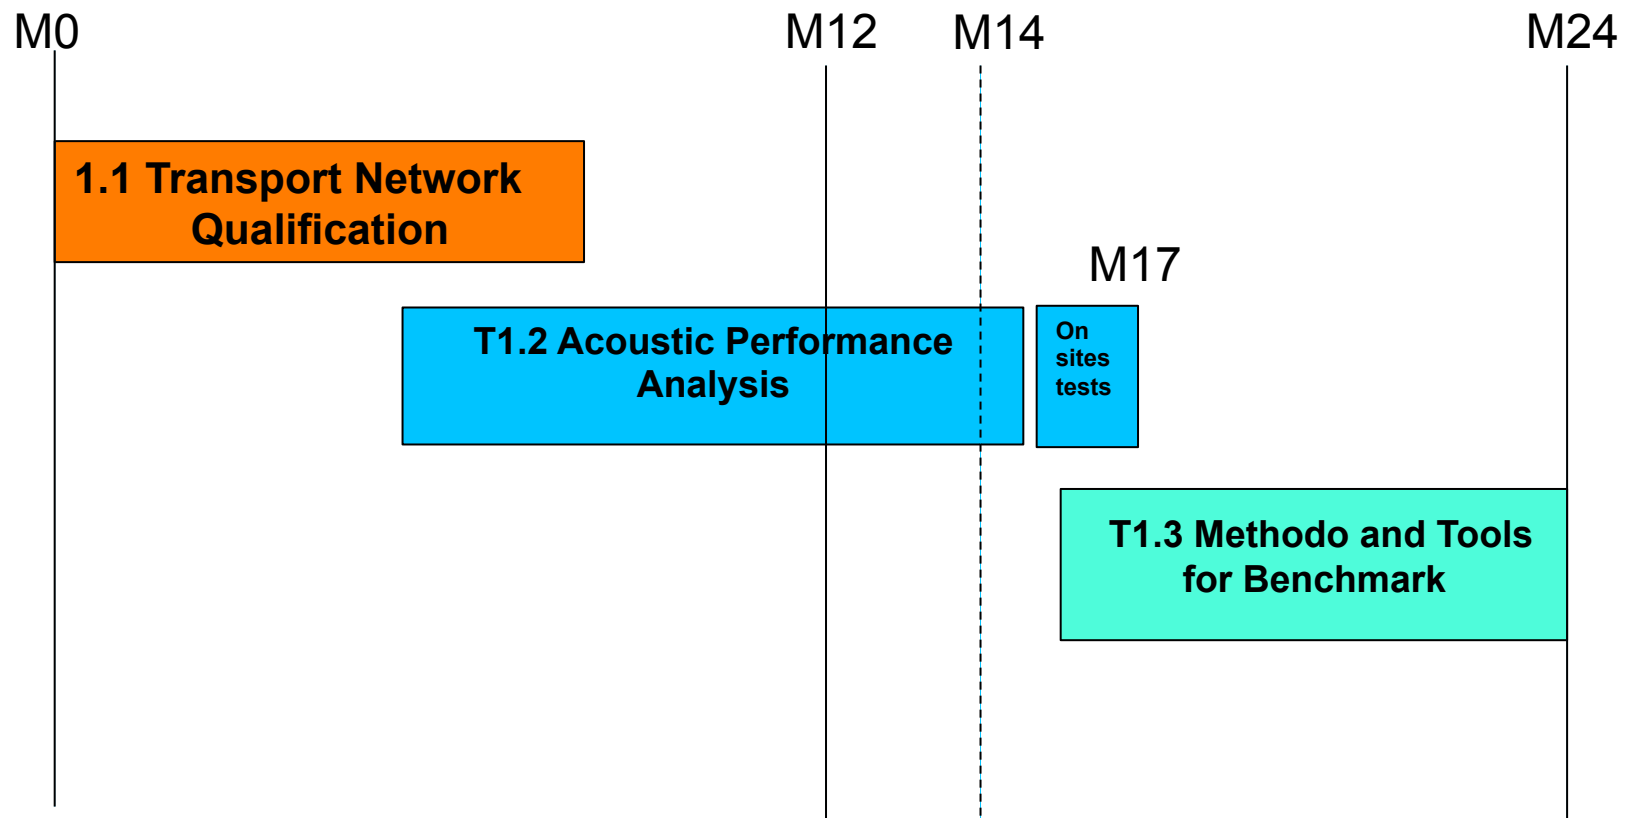 M0
M12
M14
M24
1.1 Transport Network
Qualification
M17
T1.2 Acoustic Performance
Analysis
On
sites
tests
T1.3 Methodo and Tools
for Benchmark